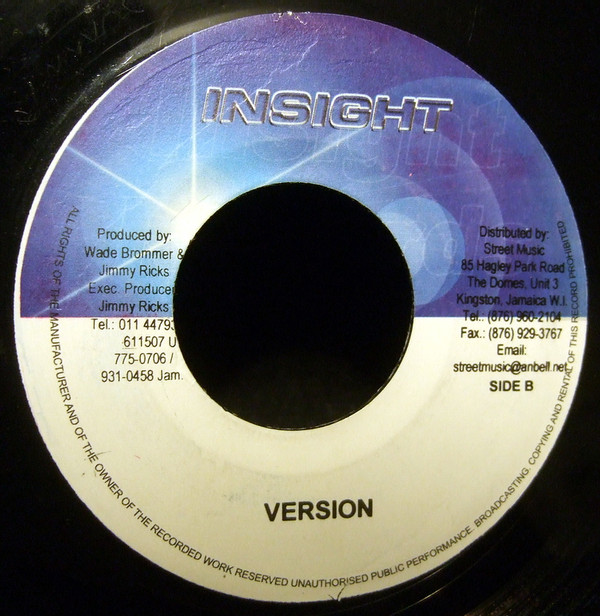 INSIGHT
Produced by:
Wade Brommer &
Jimmy Ricks
Exec. Producer
Jimmy Ricks
Tel.: 011 44793
611507 U
775-0706 /
931-0458 Jam.
Distributed by:
Street Music
85 Hagley Park Road
The Domes, Unit 3
Kingston, Jamaica W.I.
Tel.: (876) 960-2104
Fax.: (876) 929-3767
Email:
streetmusic@anbell.net
SIDE B
VERSION
ALL RIGHTS OF THE MANUFACTURER AND OF THE OWNER OF THE RECORDED WORK RESERVED UNAUTHORISED PUBLIC PERFORMANCE. BROADCASTING. COPYING AND RENTAL OF THIS RECORD PROHIBITED